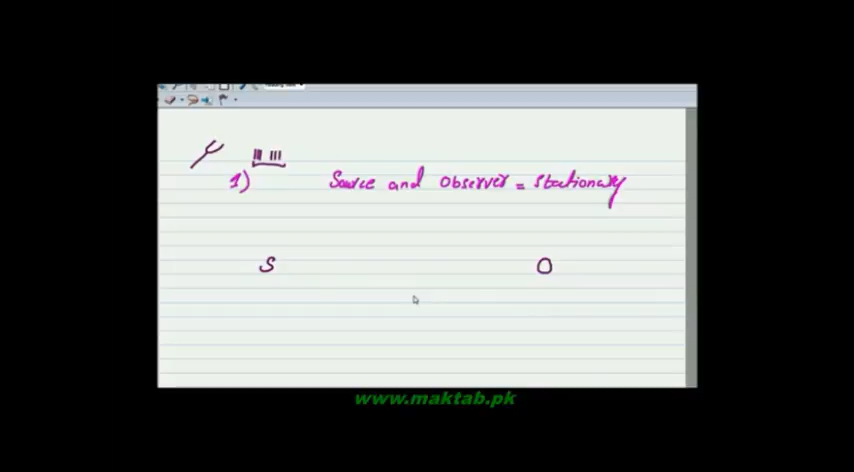 1) Source and Observer = Stationary
S O
www.maktab.pk